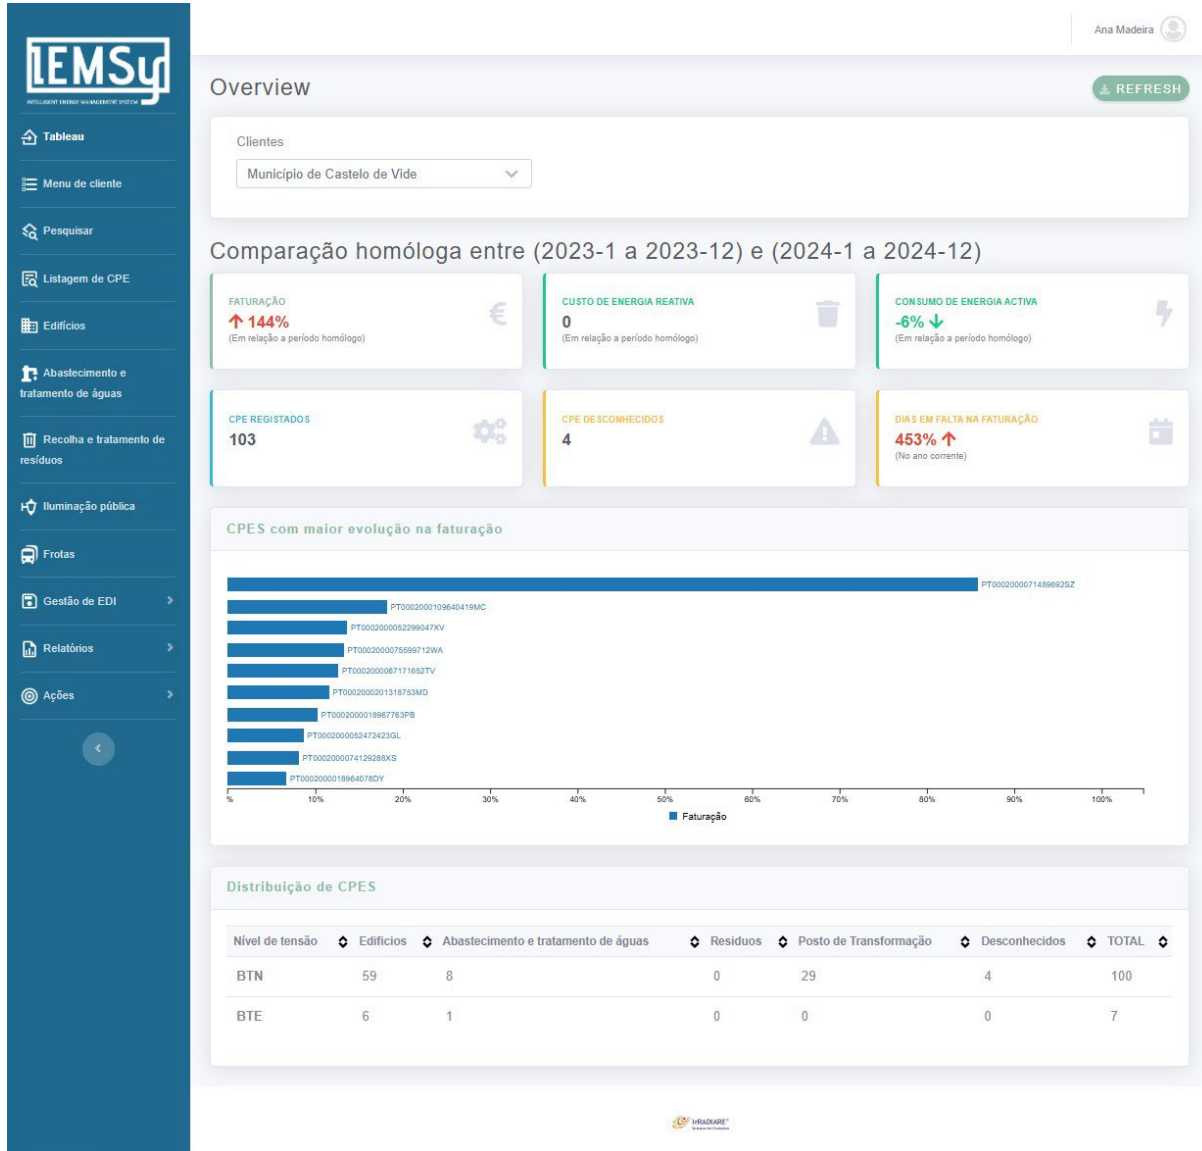 Ana Madeira
IEMSy
INTELLIGENT ENERGY MANAGEMENT SYSTEM
Tableau
Menu de cliente
Pesquisar
Listagem de CPE
Edifícios
Abastecimento e
tratamento de águas
Recolha e tratamento de
resíduos
Iluminação pública
Frotas
Gestão de EDI
Relatórios
Ações
Overview
REFRESH
Clientes
Município de Castelo de Vide
Comparação homóloga entre (2023-1 a 2023-12) e (2024-1 a 2024-12)
FATURAÇÃO
144%
(Em relação a período homólogo)
CUSTO DE ENERGIA REATIVA
0
(Em relação a período homólogo)
CONSUMO DE ENERGIA ACTIVA
-6%
(Em relação a período homólogo)
CPE REGISTADOS
103
CPE DESCONHECIDOS
4
DIAS EM FALTA NA FATURAÇÃO
453%
(No ano corrente)
CPES com maior evolução na faturação
PT0002000071489692SZ
PT0002000109640419MC
PT0002000052299047XV
PT0002000075599712WA
PT0002000067171652TV
PT0002000201318753MD
PT0002000018967763PB
PT0002000052472423GL
PT0002000074129288XS
PT0002000018964078DY
% 10% 20% 30% 40% 50% 60% 70% 80% 90% 100%
Faturação
Distribuição de CPES
Nível de tensão Edificios Abastecimento e tratamento de águas Residuos Posto de Transformação Desconhecidos TOTAL
BTN 59 8 0 29 4 100
BTE 6 1 0 0 0 7
IrRADIARE